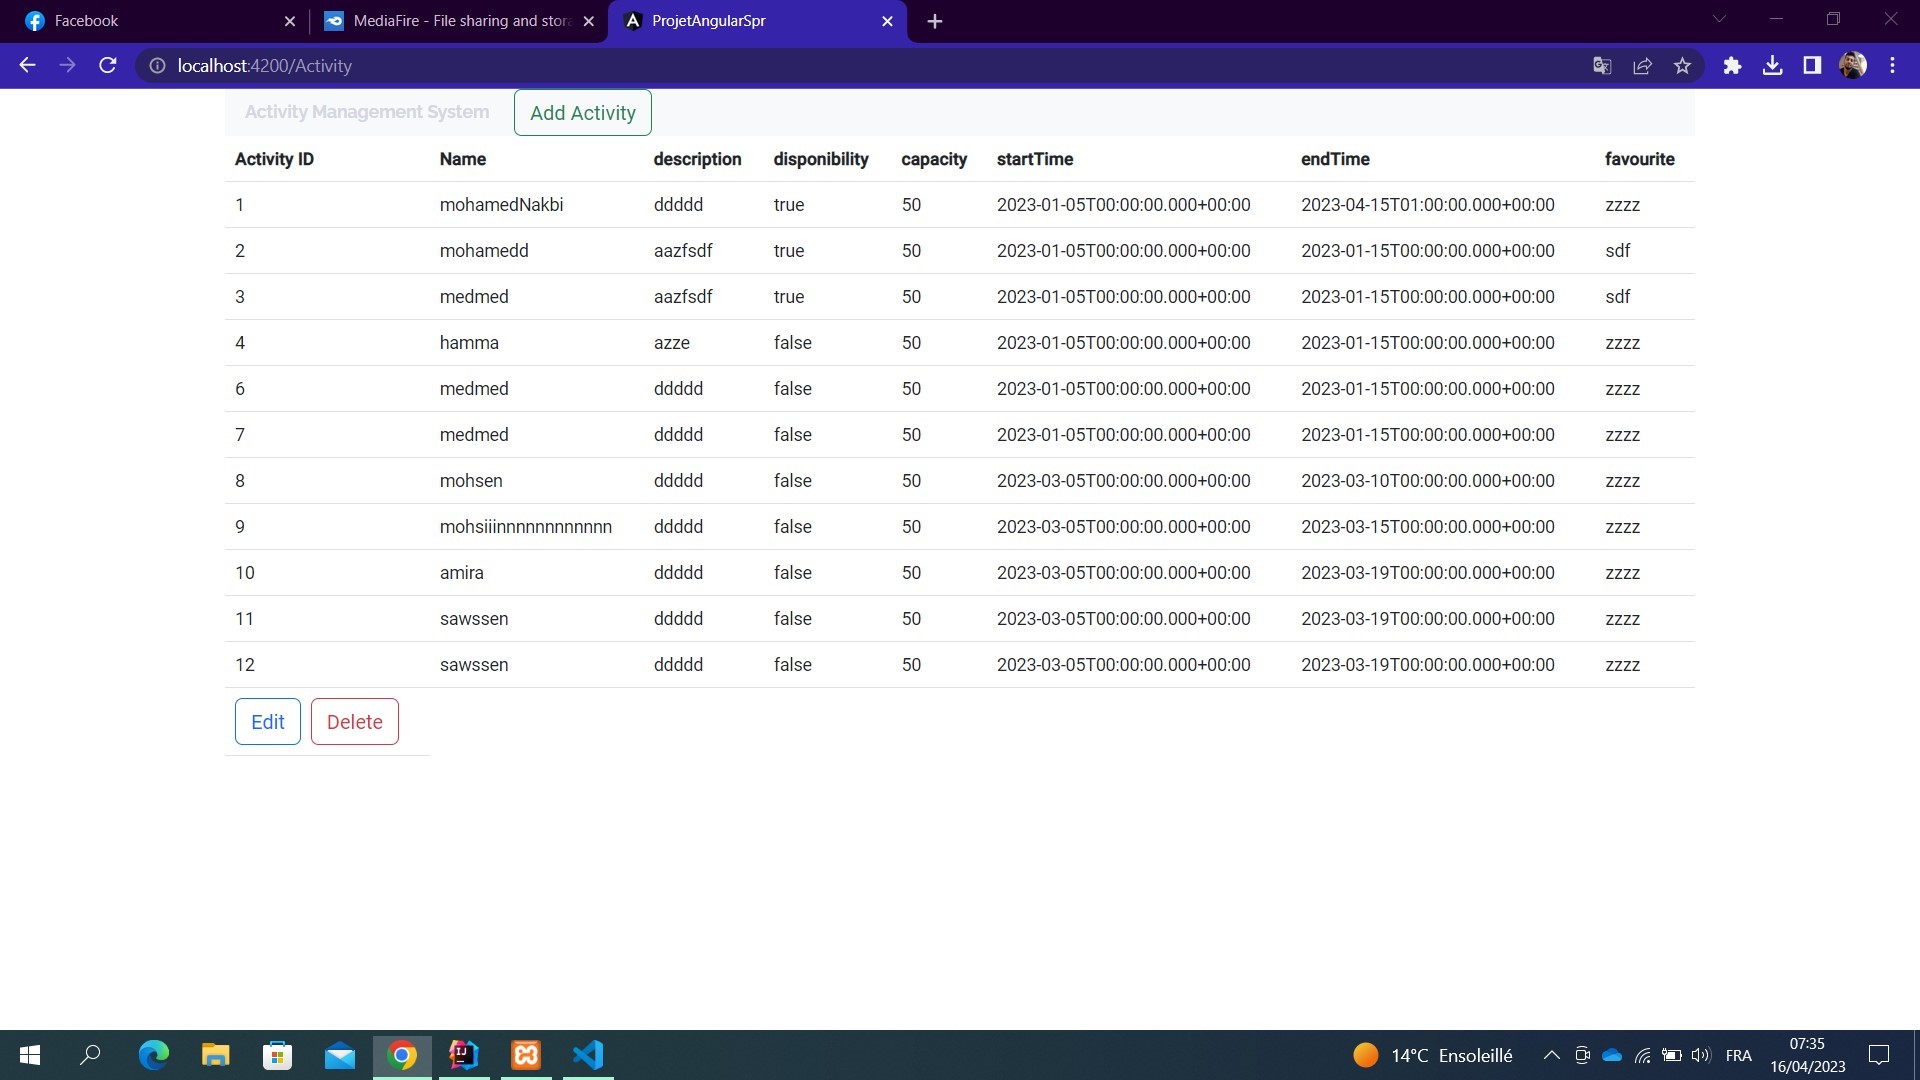 Facebook
MediaFire - File sharing and stora
ProjetAngularSpr
localhost:4200/Activity
Activity Management System Add Activity
Activity ID Name description disponibility capacity startTime endTime favourite
1 mohamedNakbi ddddd true 50 2023-01-05T00:00:00.000+00:00 2023-04-15T01:00:00.000+00:00 zzzz
2 mohamedd aazfsdf true 50 2023-01-05T00:00:00.000+00:00 2023-01-15T00:00:00.000+00:00 sdf
3 medmed aazfsdf true 50 2023-01-05T00:00:00.000+00:00 2023-01-15T00:00:00.000+00:00 sdf
4 hamma azze false 50 2023-01-05T00:00:00.000+00:00 2023-01-15T00:00:00.000+00:00 zzzz
6 medmed ddddd false 50 2023-01-05T00:00:00.000+00:00 2023-01-15T00:00:00.000+00:00 zzzz
7 medmed ddddd false 50 2023-01-05T00:00:00.000+00:00 2023-01-15T00:00:00.000+00:00 zzzz
8 mohsen ddddd false 50 2023-03-05T00:00:00.000+00:00 2023-03-10T00:00:00.000+00:00 zzzz
9 mohsiiinnnnnnnnnnnn ddddd false 50 2023-03-05T00:00:00.000+00:00 2023-03-15T00:00:00.000+00:00 zzzz
10 amira ddddd false 50 2023-03-05T00:00:00.000+00:00 2023-03-19T00:00:00.000+00:00 zzzz
11 sawssen ddddd false 50 2023-03-05T00:00:00.000+00:00 2023-03-19T00:00:00.000+00:00 zzzz
12 sawssen ddddd false 50 2023-03-05T00:00:00.000+00:00 2023-03-19T00:00:00.000+00:00 zzzz
Edit Delete
14°C Ensoleillé
FRA
07:35
16/04/2023